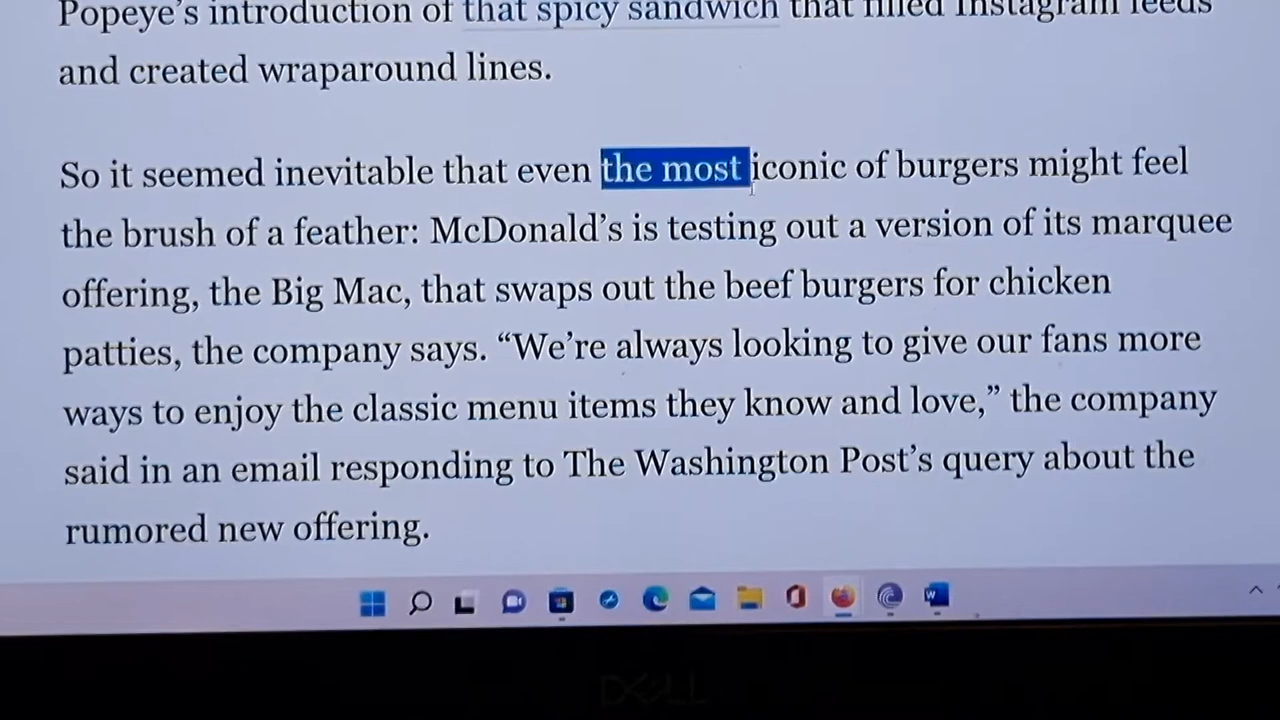 Popeye’s introduction of that spicy sandwich that filled Instagram feeds
and created wraparound lines.
So it seemed inevitable that even the most iconic of burgers might feel
the brush of a feather: McDonald’s is testing out a version of its marquee
offering, the Big Mac, that swaps out the beef burgers for chicken
patties, the company says. “We’re always looking to give our fans more
ways to enjoy the classic menu items they know and love,” the company
said in an email responding to The Washington Post’s query about the
rumored new offering.
DELL